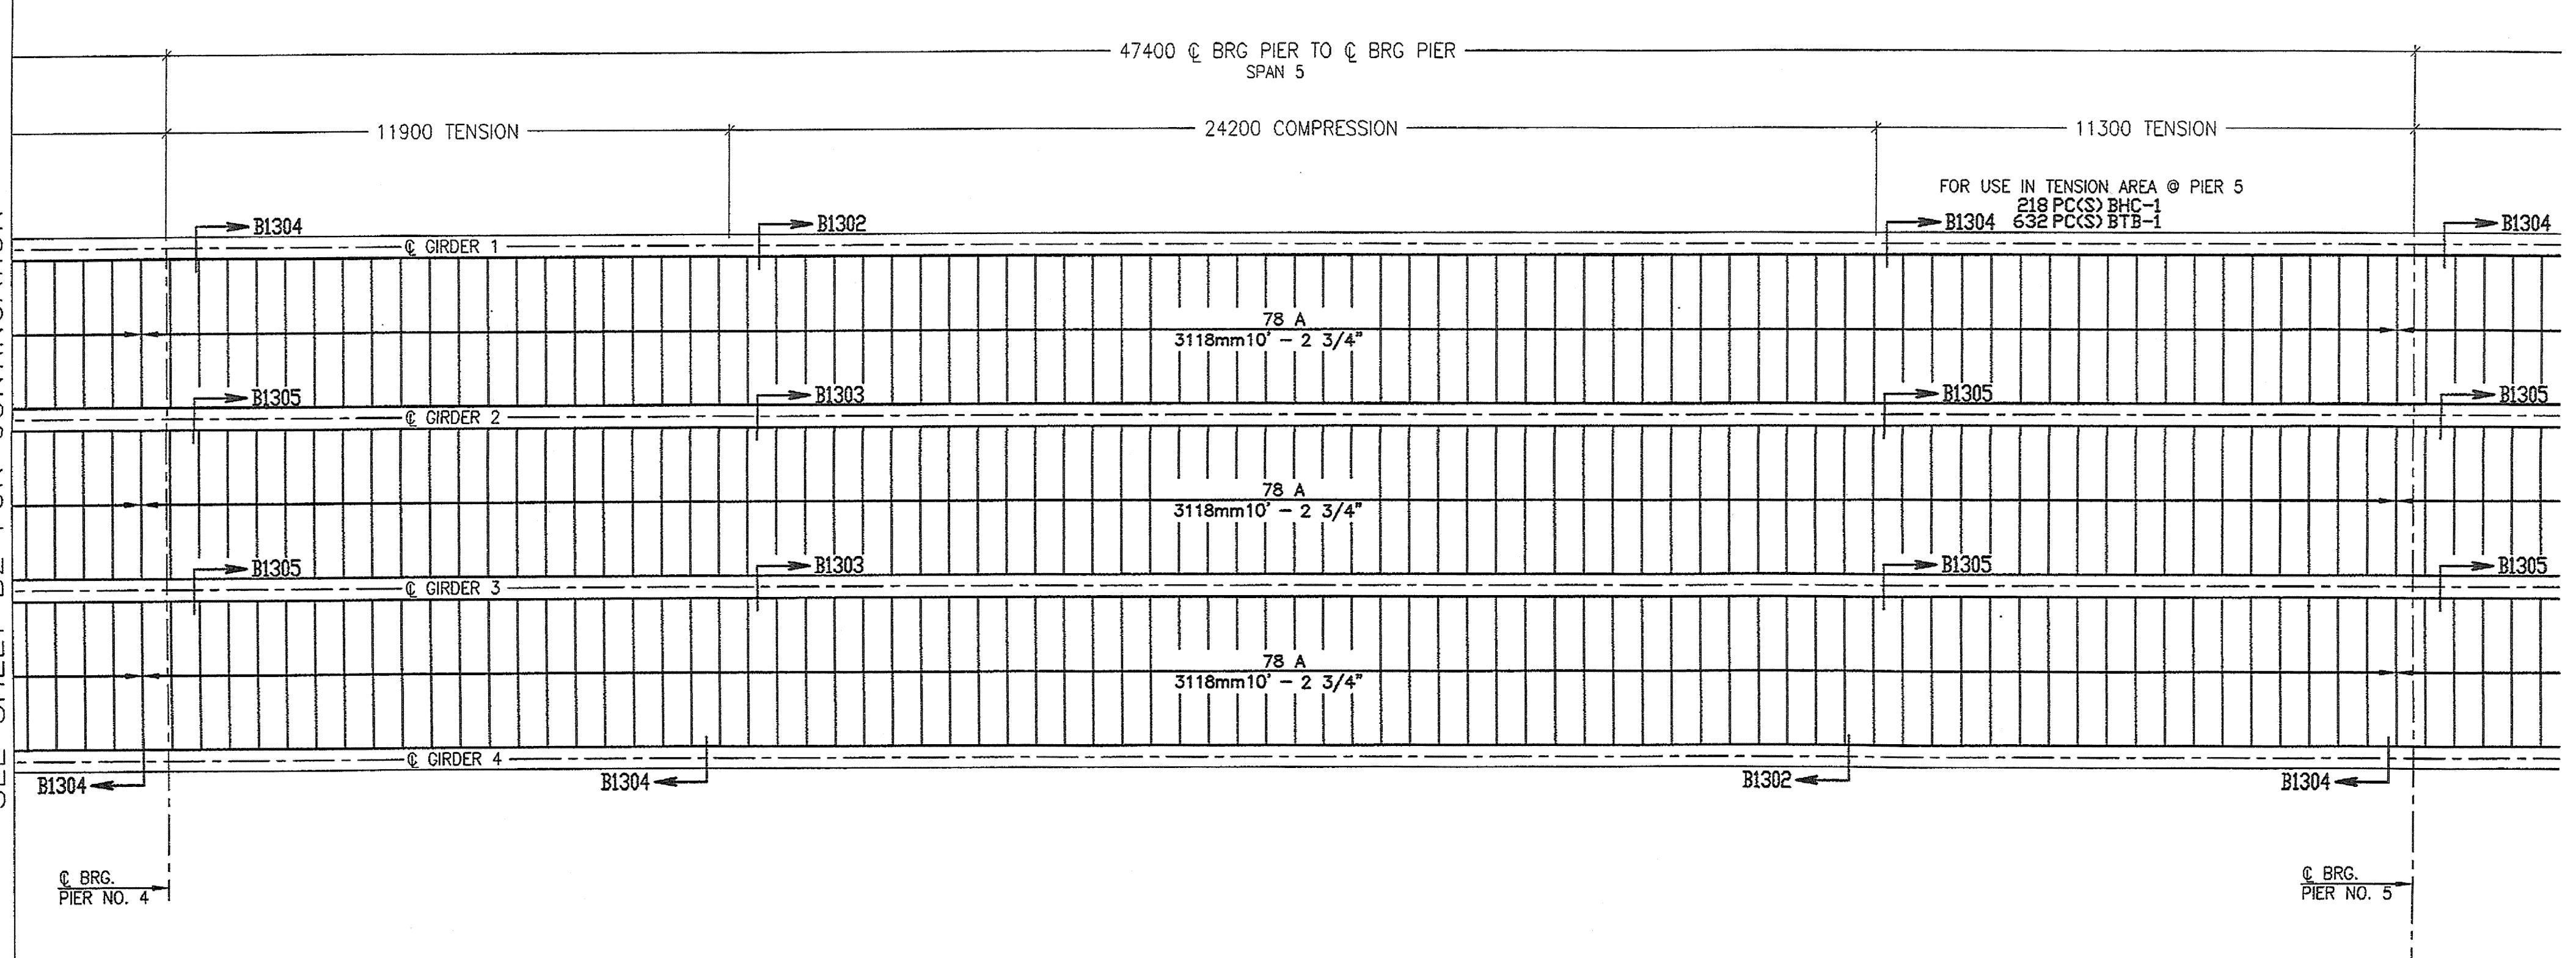 47400 ℄ BRG PIER TO ℄ BRG PIER
SPAN 5
11900 TENSION
24200 COMPRESSION
11300 TENSION
FOR USE IN TENSION AREA @ PIER 5
218 PC(S) BHC-1
632 PC(S) BTB-1
B1304
B1302
B1304
B1304
℄ GIRDER 1
78 A
3118mm10' - 2 3/4"
B1305
B1303
B1305
B1305
℄ GIRDER 2
78 A
3118mm10' - 2 3/4"
B1305
B1303
B1305
B1305
℄ GIRDER 3
78 A
3118mm10' - 2 3/4"
℄ GIRDER 4
B1304
B1304
B1302
B1304
℄ BRG.
PIER NO. 4
℄ BRG.
PIER NO. 5